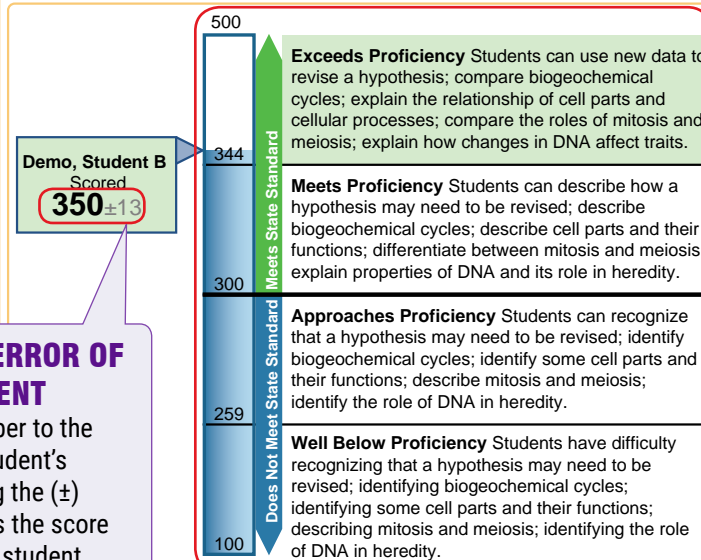 500
Exceeds Proficiency Students can use new data to
revise a hypothesis; compare biogeochemical
cycles; explain the relationship of cell parts and
cellular processes; compare the roles of mitosis and
meiosis; explain how changes in DNA affect traits.
Demo, Student B
Scored
350±13
344
Meets State Standard
Meets Proficiency Students can describe how a
hypothesis may need to be revised; describe
biogeochemical cycles; describe cell parts and their
functions; differentiate between mitosis and meiosis
explain properties of DNA and its role in heredity.
300
Does Not Meet State Standard
Approaches Proficiency Students can recognize
that a hypothesis may need to be revised; identify
biogeochemical cycles; identify some cell parts and
their functions; describe mitosis and meiosis;
identify the role of DNA in heredity.
259
Well Below Proficiency Students have difficulty
recognizing that a hypothesis may need to be
revised; identifying biogeochemical cycles;
identifying some cell parts and their functions;
describing mitosis and meiosis; identifying the role
of DNA in heredity.
100
ERROR OF
ENT
ber to the
udent's
g the (±)
s the score
student